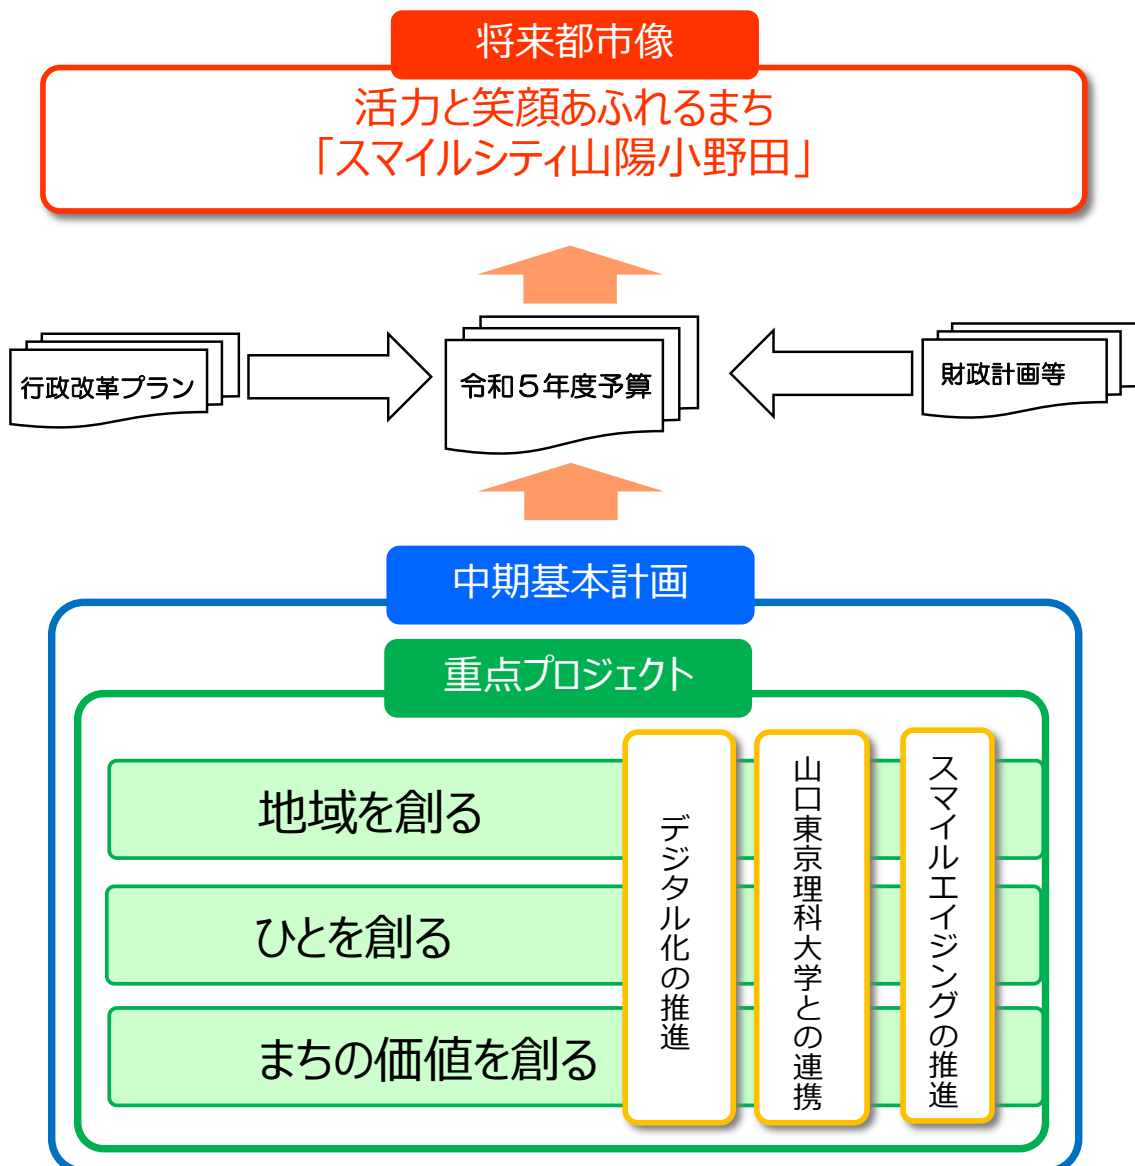 将来都市像
活力と笑顔あふれるまち
「スマイルシティ山陽小野田」
行政改革プラン
令和５年度予算
財政計画等
中期基本計画
重点プロジェクト
地域を創る
ひとを創る
まちの価値を創る
デジタル化の推進
山口東京理科大学との連携
スマイルエイジングの推進